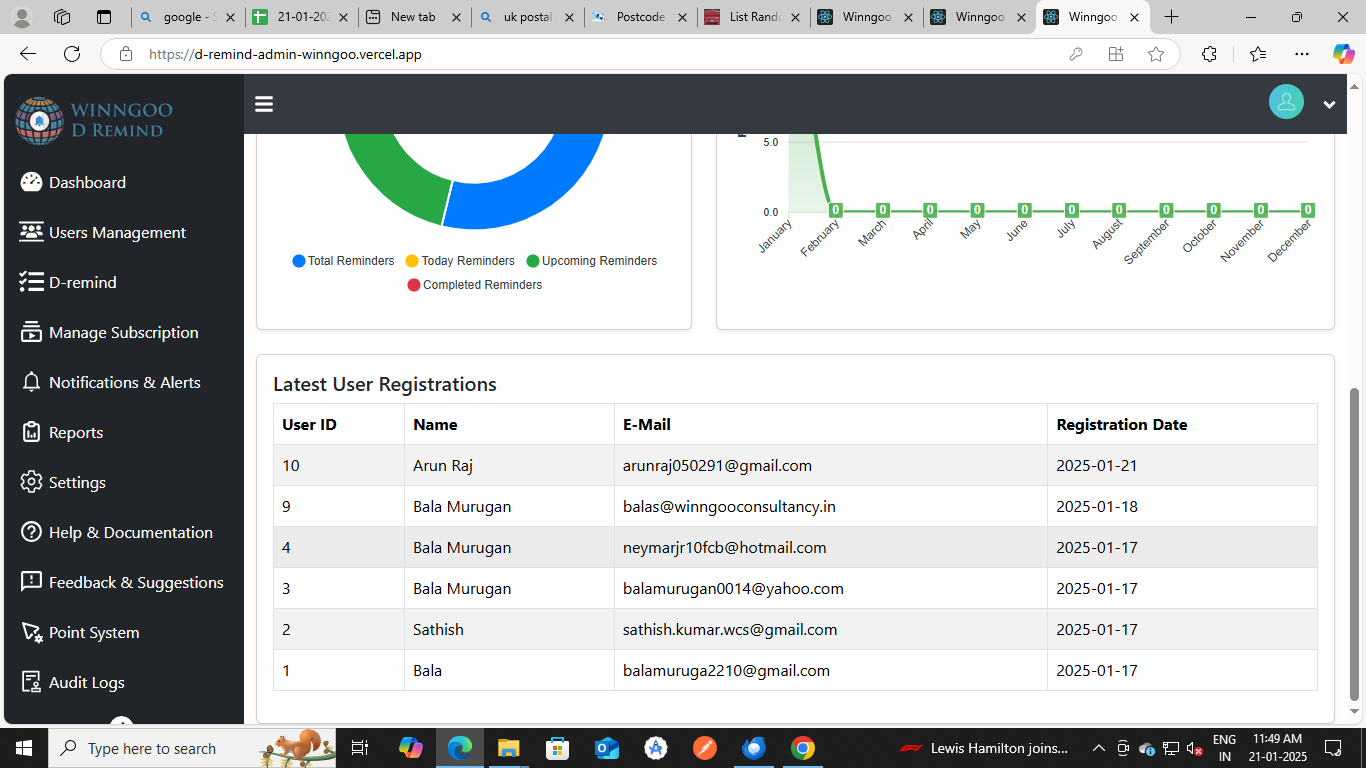 google - S
21-01-202
New tab
uk postal
Postcode
List Rando
Winngoo
Winngoo
Winngoo
https://d-remind-admin-winngoo.vercel.app
WINNGOO
D REMIND
Dashboard
Users Management
D-remind
Manage Subscription
Notifications & Alerts
Reports
Settings
Help & Documentation
Feedback & Suggestions
Point System
Audit Logs
Total Reminders Today Reminders Upcoming Reminders
Completed Reminders
5.0
0.0
0 0 0 0 0 0 0 0 0 0 0
January February March April May June July August September October November December
Latest User Registrations
User ID Name E-Mail Registration Date
10 Arun Raj arunraj050291@gmail.com 2025-01-21
9 Bala Murugan balas@winngooconsultancy.in 2025-01-18
4 Bala Murugan neymarjr10fcb@hotmail.com 2025-01-17
3 Bala Murugan balamurugan0014@yahoo.com 2025-01-17
2 Sathish sathish.kumar.wcs@gmail.com 2025-01-17
1 Bala balamuruga2210@gmail.com 2025-01-17
Type here to search
Lewis Hamilton joins...
ENG
IN
11:49 AM
21-01-2025